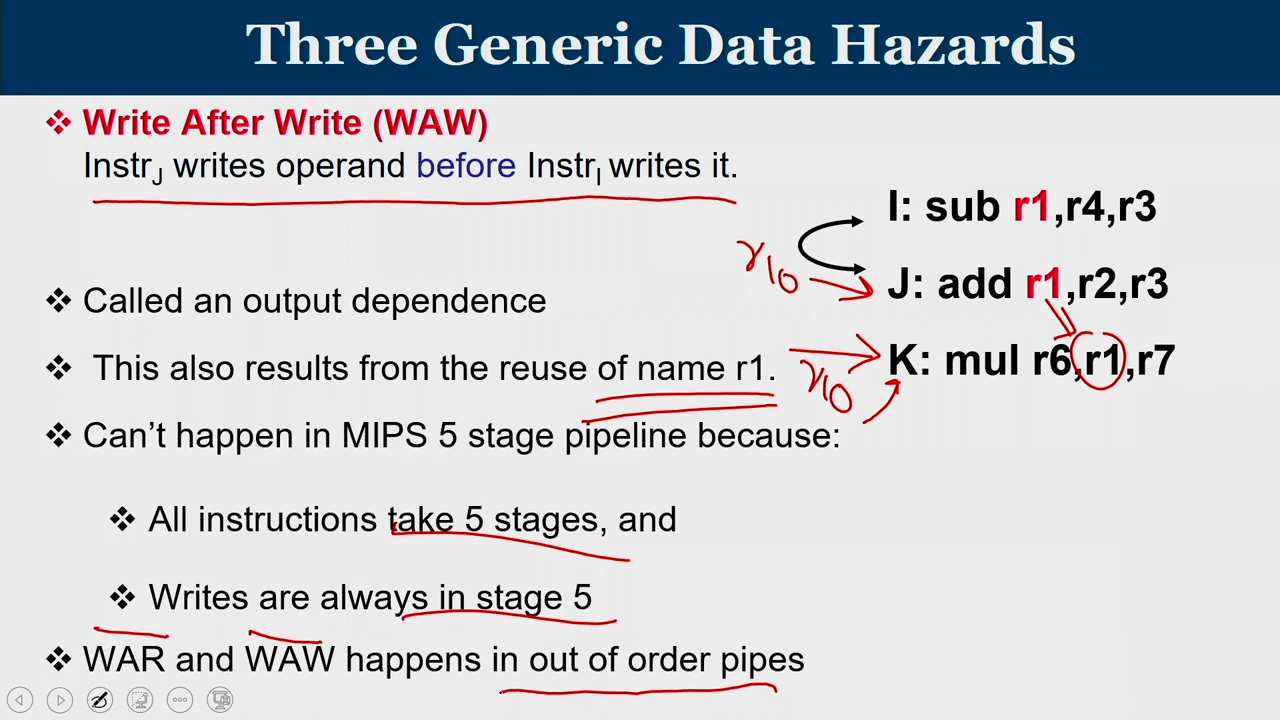 Three Generic Data Hazards
❖ Write After Write (WAW)
InstrJ writes operand before InstrI writes it.
I: sub r1,r4,r3
r10
J: add r1,r2,r3
❖ Called an output dependence
K: mul r6,r1,r7
❖ This also results from the reuse of name r1.
r10
❖ Can’t happen in MIPS 5 stage pipeline because:
❖ All instructions take 5 stages, and
❖ Writes are always in stage 5
❖ WAR and WAW happens in out of order pipes